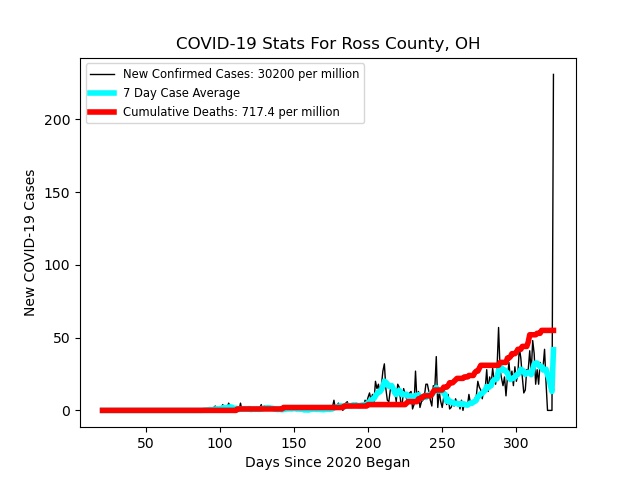 COVID-19 Stats For Ross County, OH
New Confirmed Cases: 30200 per million
7 Day Case Average
Cumulative Deaths: 717.4 per million
New COVID-19 Cases
200
150
100
50
0
50
100
150
200
250
300
Days Since 2020 Began